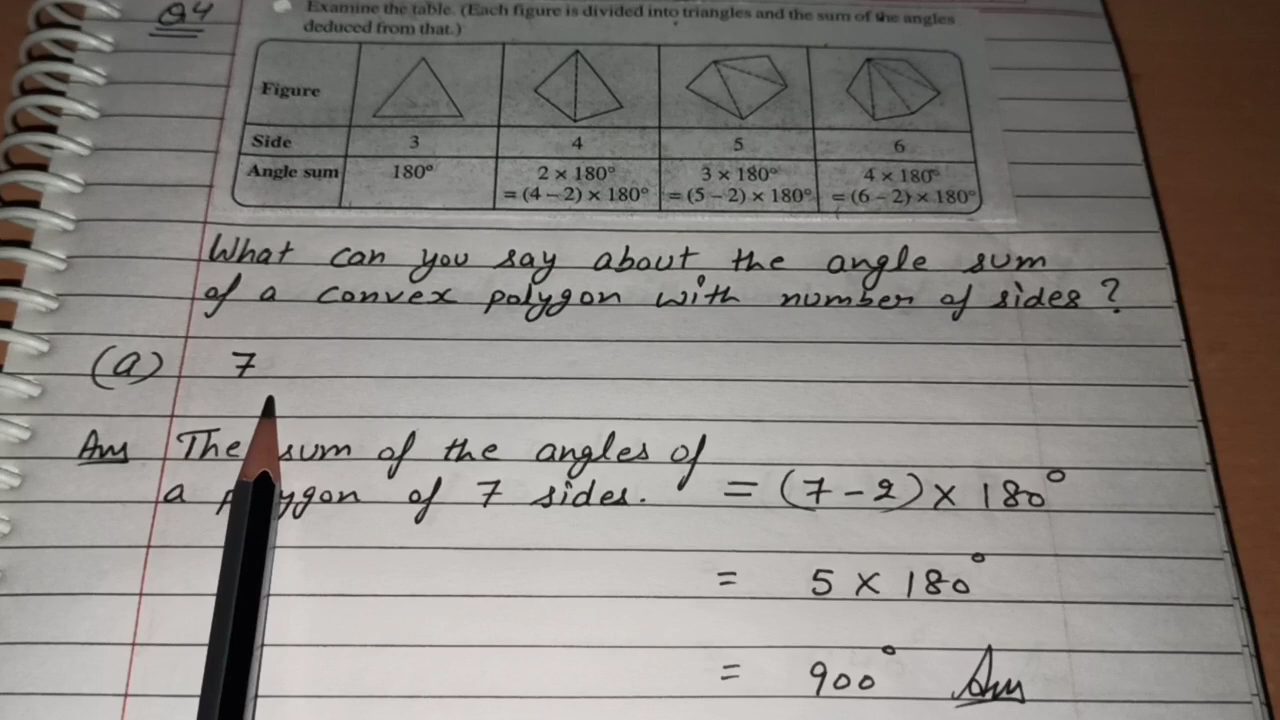 Q4
Examine the table. (Each figure is divided into triangles and the sum of the angles
deduced from that.)
Figure
Side 3 4 5 6
Angle sum 180° 2 × 180° 3 × 180° 4 × 180°
= (4 – 2) × 180° = (5 – 2) × 180° = (6 – 2) × 180°
What can you say about the angle sum
of a convex polygon with number of sides?
(a) 7
Ans The sum of the angles of
a polygon of 7 sides. = (7-2) × 180°
= 5 × 180°
= 900° Ans